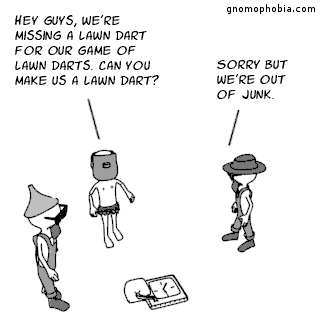 gnomophobia.com
HEY GUYS, WE'RE
MISSING A LAWN DART
FOR OUR GAME OF
LAWN DARTS. CAN YOU
MAKE US A LAWN DART?
SORRY BUT
WE'RE OUT
OF JUNK.